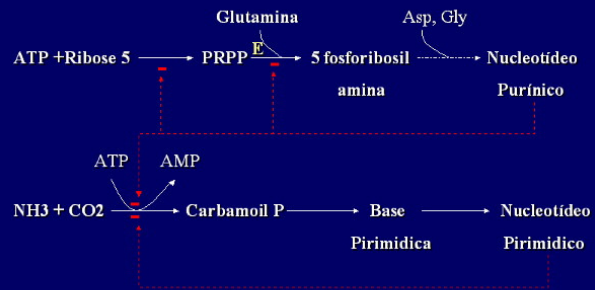 Glutamina Asp, Gly
ATP +Ribose 5 PRPP E 5 fosforibosil Nucleotídeo
amina Purínico
ATP AMP
NH3 + CO2 Carbamoil P Base Nucleotídeo
Pirimidica Pirimidico